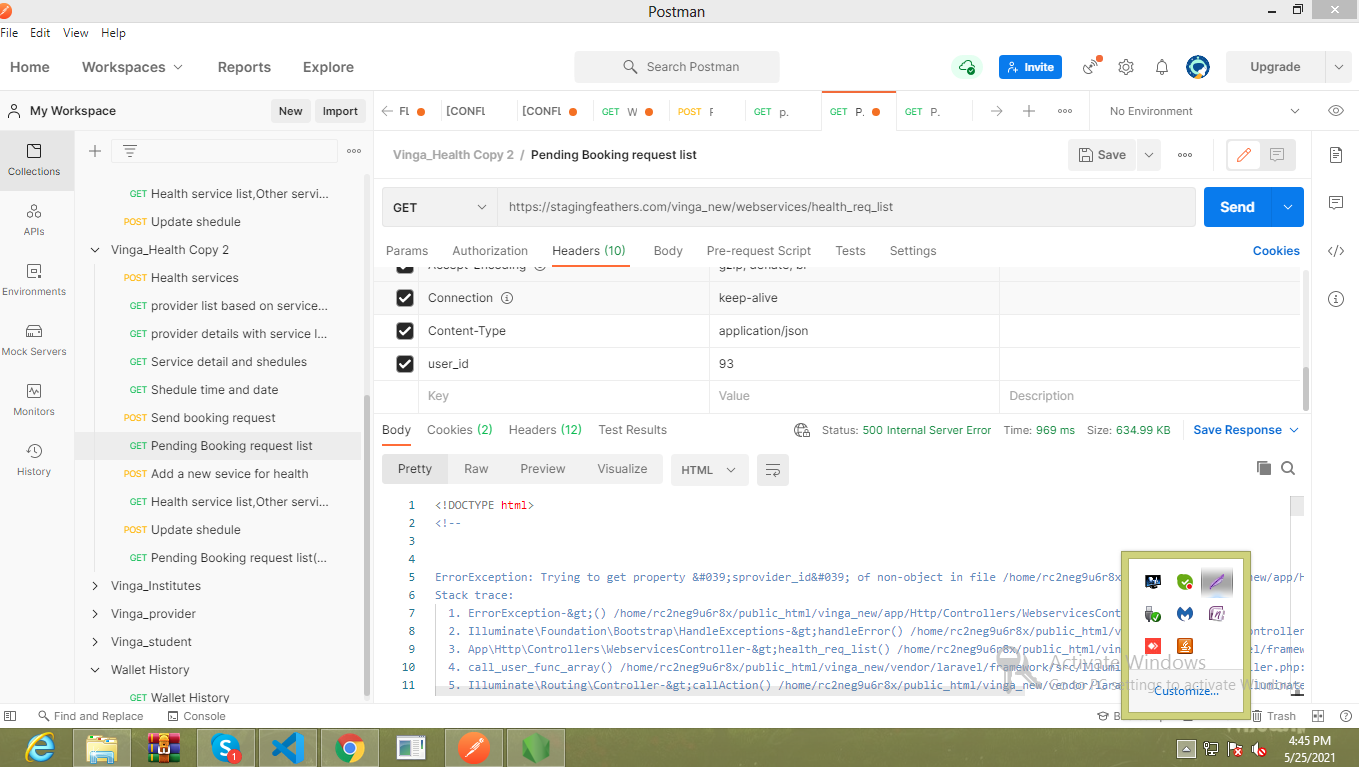 Postman
File Edit View Help
Home Workspaces Reports Explore Search Postman Invite Upgrade
My Workspace New Import
FL [CONFL [CONFL GET W POST F GET p. GET P. GET P. No Environment
Collections
APIs
Environments
Mock Servers
Monitors
History
GET Health service list,Other servi...
POST Update shedule
Vinga_Health Copy 2
POST Health services
GET provider list based on service...
GET provider details with service l...
GET Service detail and shedules
GET Shedule time and date
POST Send booking request
GET Pending Booking request list
POST Add a new sevice for health
GET Health service list,Other servi...
POST Update shedule
GET Pending Booking request list(...
Vinga_Institutes
Vinga_provider
Vinga_student
Wallet History
GET Wallet History
Vinga_Health Copy 2 / Pending Booking request list Save
GET https://stagingfeathers.com/vinga_new/webservices/health_req_list Send
Params Authorization Headers (10) Body Pre-request Script Tests Settings Cookies
Accept-Encoding gzip, deflate, br
Connection keep-alive
Content-Type application/json
user_id 93
Key Value Description
Body Cookies (2) Headers (12) Test Results Status: 500 Internal Server Error Time: 969 ms Size: 634.99 KB Save Response
Pretty Raw Preview Visualize HTML
1 <!DOCTYPE html>
2 <!--
3
4
5 ErrorException: Trying to get property &#039;sprovider_id&#039; of non-object in file /home/rc2neg9u6r8x new/app/H
6 Stack trace:
7 1. ErrorException-&gt;() /home/rc2neg9u6r8x/public_html/vinga_new/app/Http/Controllers/WebservicesCont
8 2. Illuminate\Foundation\Bootstrap\HandleExceptions-&gt;handleError() /home/rc2neg9u6r8x/public_html/v ontroller
9 3. App\Http\Controllers\WebservicesController-&gt;health_req_list() /home/rc2neg9u6r8x/public_html/vin l/framew
10 4. call_user_func_array() /home/rc2neg9u6r8x/public_html/vinga_new/vendor/laravel/framework/src/Illumi ller.php:
11 5. Illuminate\Routing\Controller-&gt;callAction() /home/rc2neg9u6r8x/public_html/vinga_new/vendor/lara luminate
Activate Windows
Go to PC settings to activate Windows.
Customize...
Find and Replace Console Trash
4:45 PM
5/25/2021